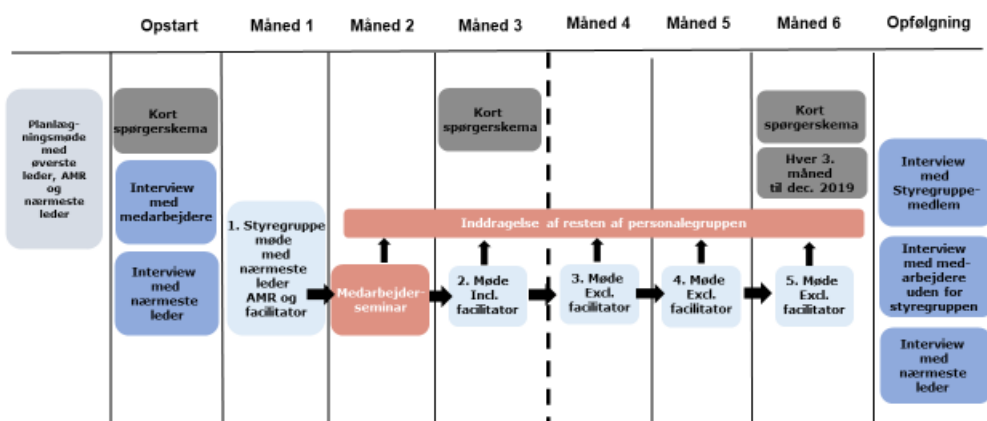 Opstart
Måned 1
Måned 2
Måned 3
Måned 4
Måned 5
Måned 6
Opfølgning
Planlæg-
ningsmøde
med
øverste
leder, AMR
og
nærmeste
leder
Kort
spørgerskema
Interview
med
medarbejdere
Interview
med
nærmeste
leder
1. Styregruppe
møde
med
nærmeste
leder
AMR og
facilitator
Medarbejder-
seminar
Kort
spørgerskema
2. Møde
Incl.
facilitator
Inddragelse af resten af personalegruppen
3. Møde
Excl.
facilitator
4. Møde
Excl.
facilitator
Kort
spørgerskema
Hver 3.
måned
til dec. 2019
5. Møde
Excl.
facilitator
Interview
med
Styregruppe-
medlem
Interview
med med-
arbejdere
uden for
styregruppen
Interview
med
nærmeste
leder